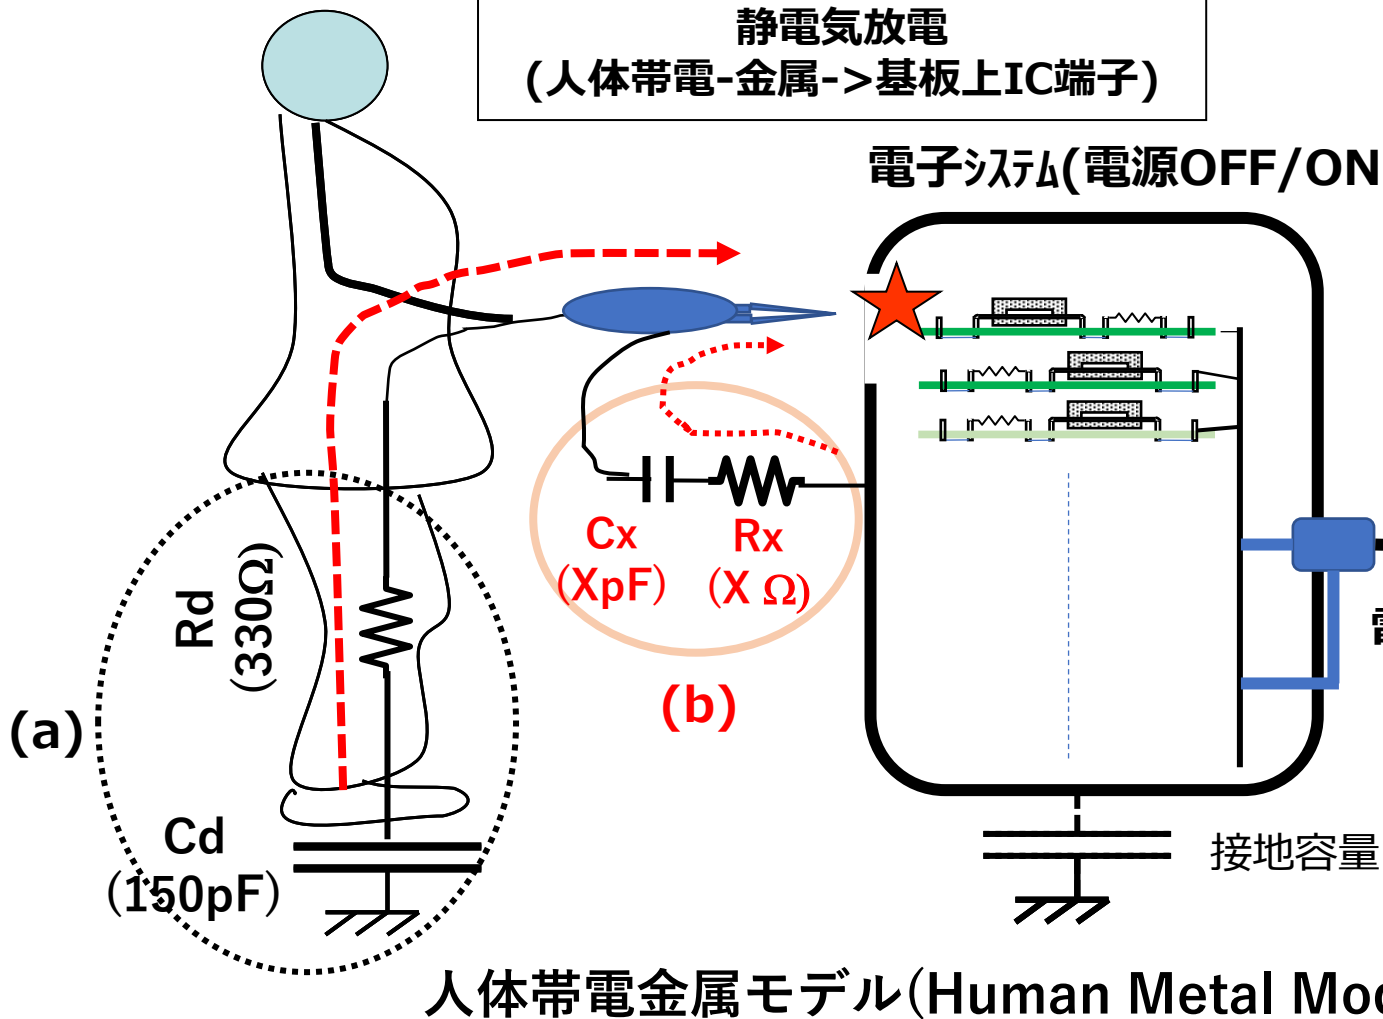 静電気放電
(人体帯電-金属->基板上IC端子)
電子ｼｽﾃﾑ(電源OFF/ON
Cx
(XpF)
Rx
(X Ω)
Rd
(330Ω)
(b)
(a)
電
Cd
(150pF)
接地容量
人体帯電金属モデル(Human Metal Mod